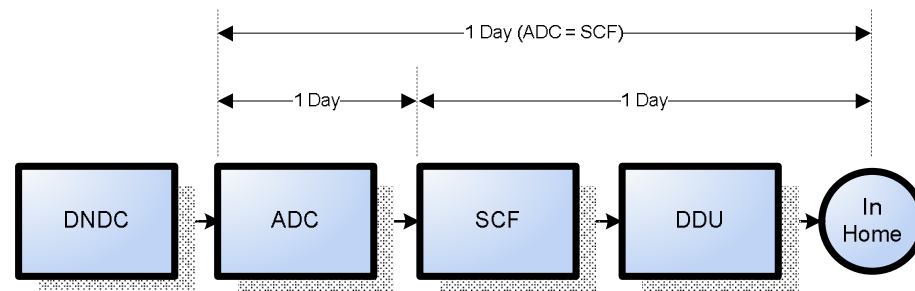 1 Day (ADC = SCF)
1 Day
1 Day
DNDC
ADC
SCF
DDU
In
Home